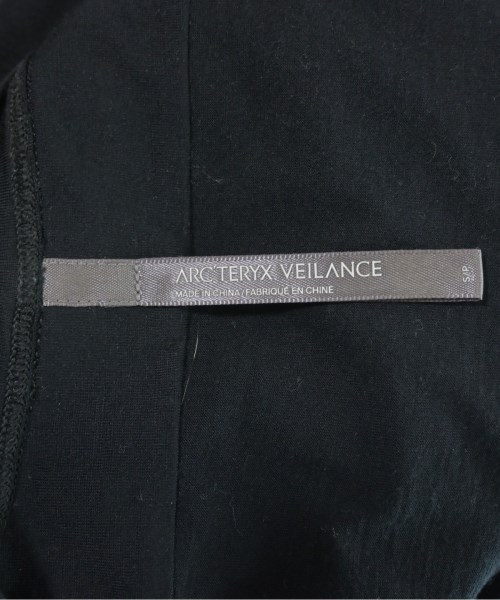 ARC'TERYX VEILANCE
MADE IN CHINA/FABRIQUÉ EN CHINE
S/P